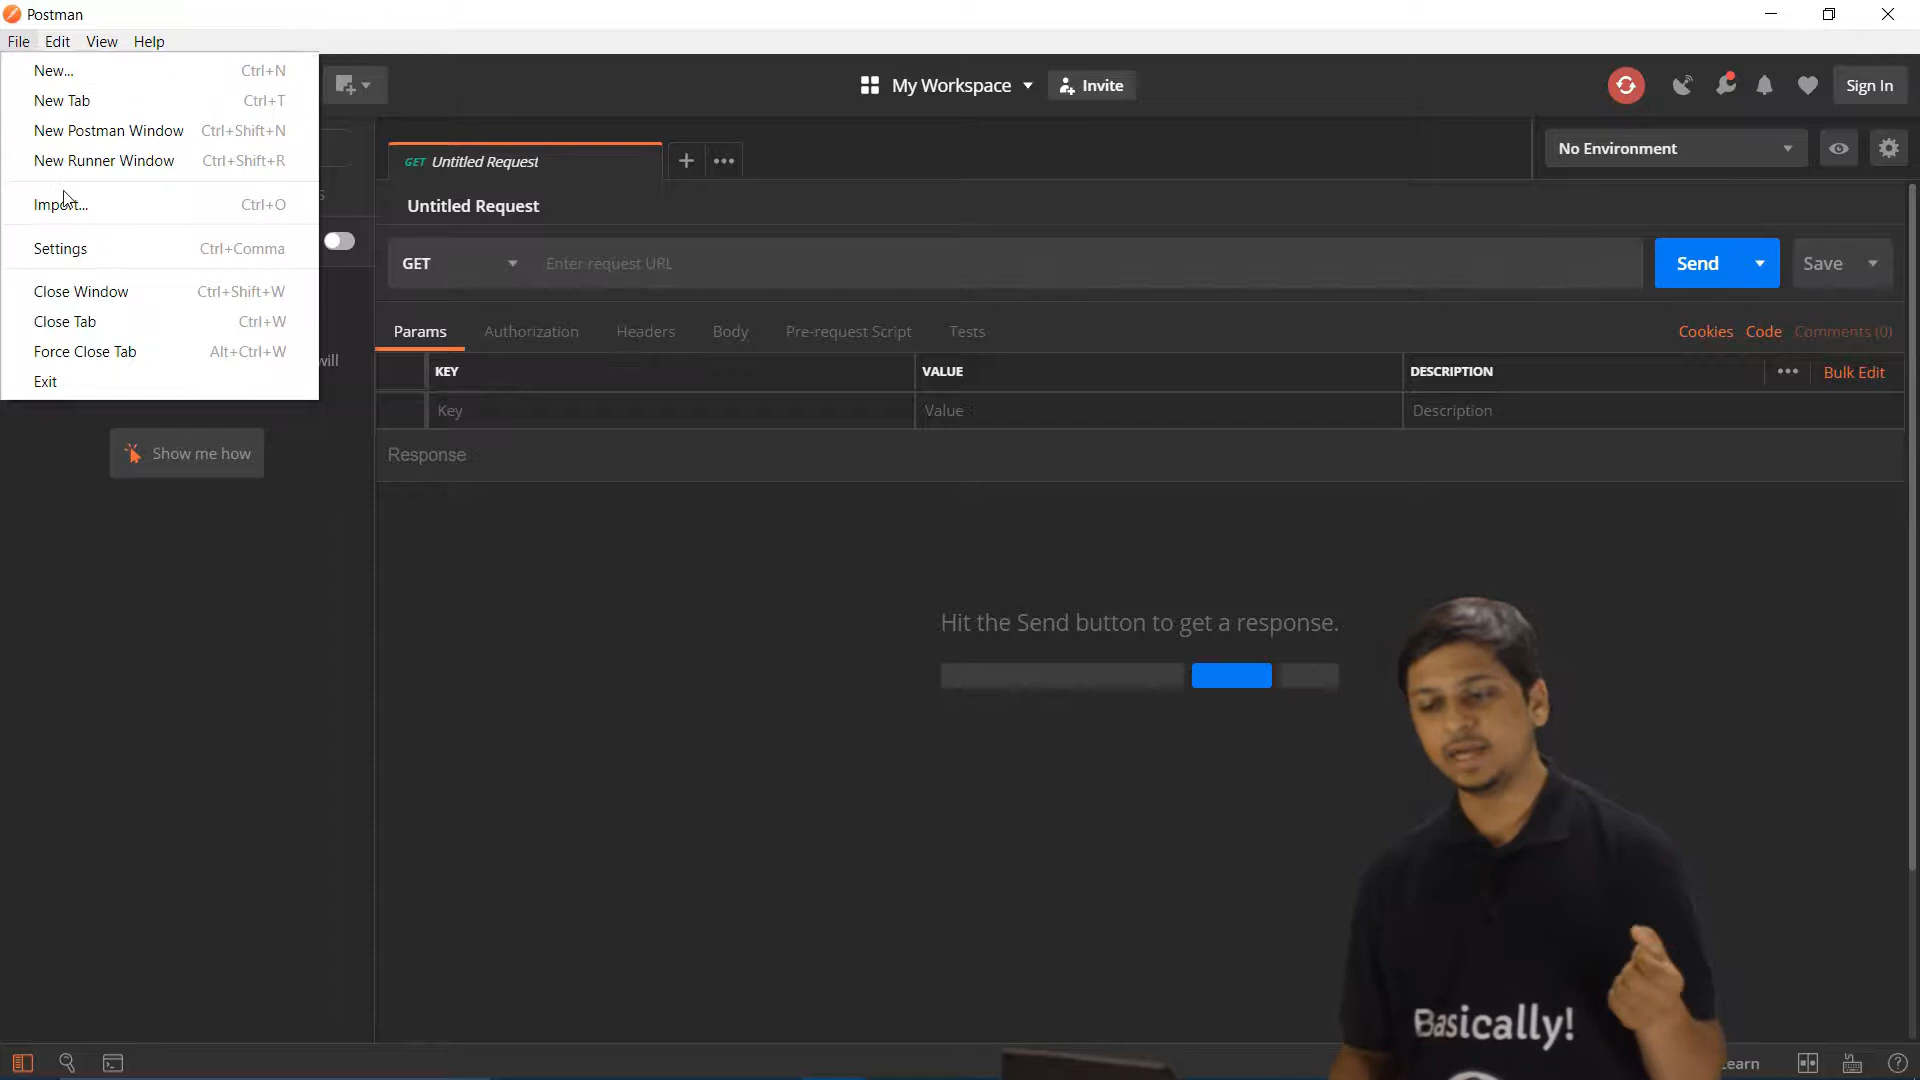 Postman
File Edit View Help
New... Ctrl+N
New Tab Ctrl+T
New Postman Window Ctrl+Shift+N
New Runner Window Ctrl+Shift+R
Import... Ctrl+O
Settings Ctrl+Comma
Close Window Ctrl+Shift+W
Close Tab Ctrl+W
Force Close Tab Alt+Ctrl+W
Exit
s
will
Show me how
My Workspace Invite
Sign In
GET Untitled Request
No Environment
Untitled Request
GET Enter request URL Send Save
Params Authorization Headers Body Pre-request Script Tests Cookies Code Comments (0)
KEY VALUE DESCRIPTION Bulk Edit
Key Value Description
Response
Hit the Send button to get a response.
Basically!
earn